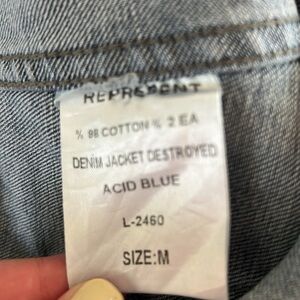 REPRESENT
% 98 COTTON % 2 EA
DENIM JACKET DESTROYED
ACID BLUE
L-2460
SIZE:M